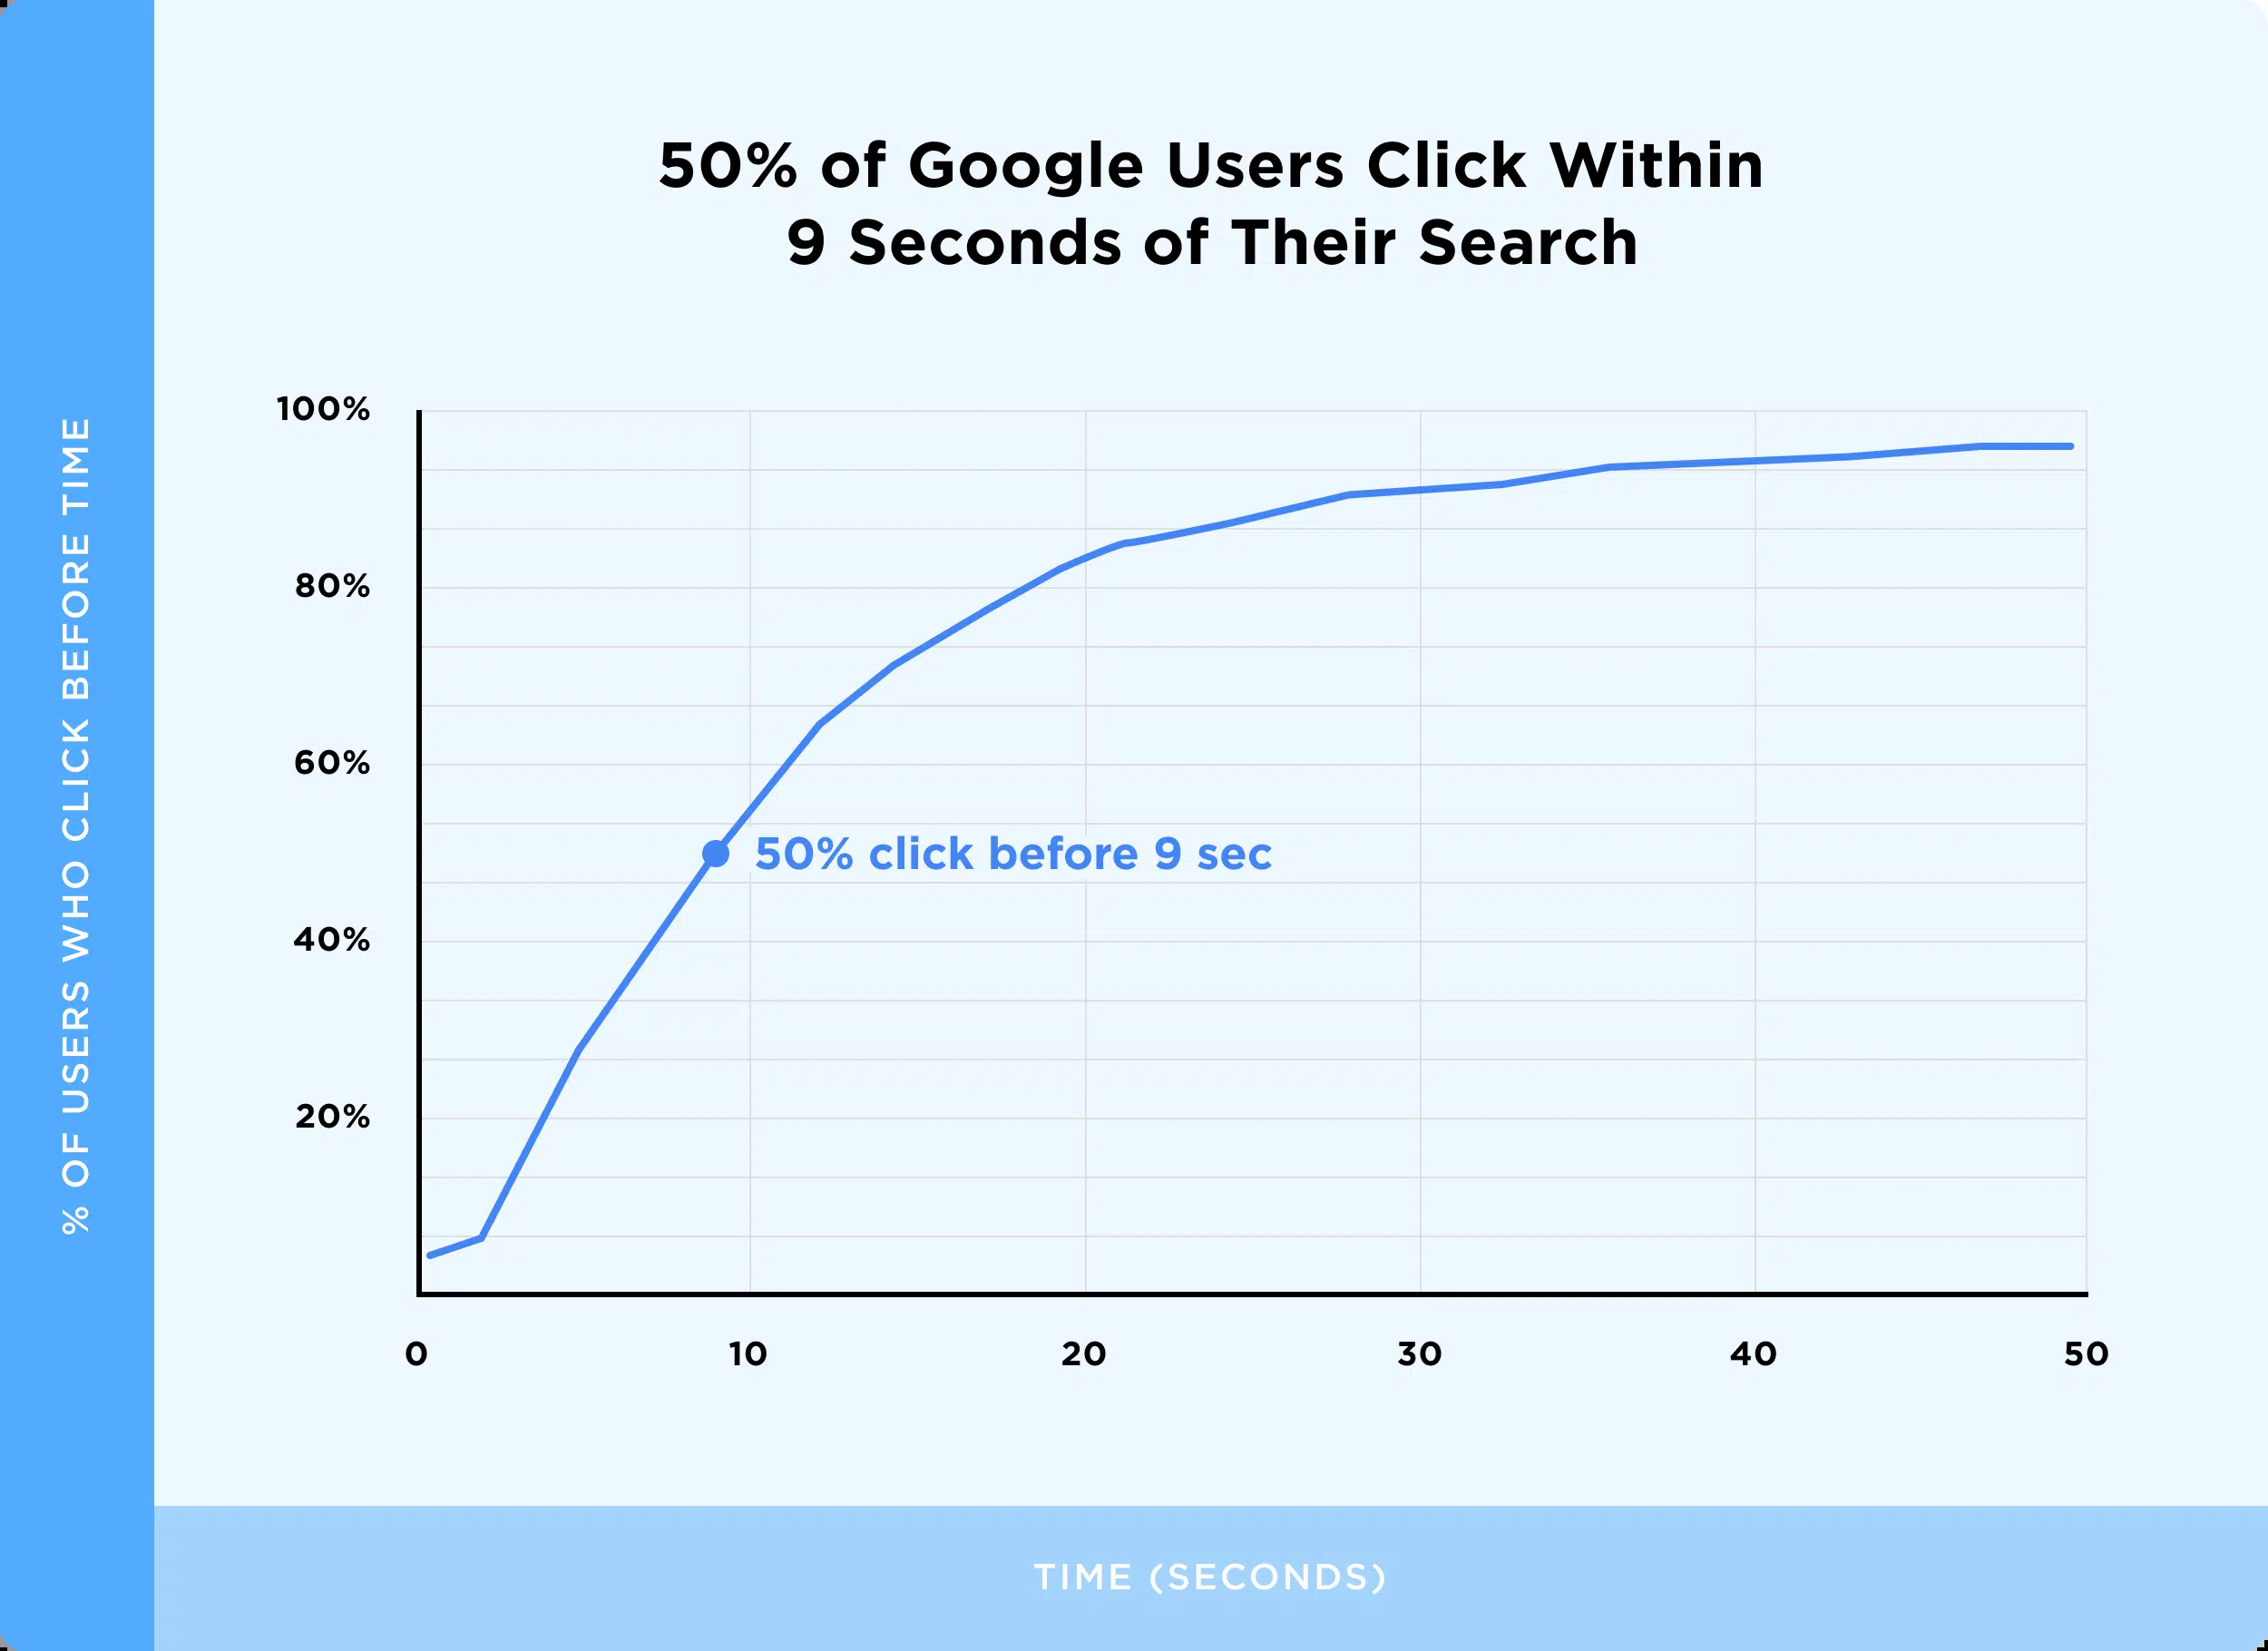 50% of Google Users Click Within
9 Seconds of Their Search
% OF USERS WHO CLICK BEFORE TIME
100%
80%
60%
50% click before 9 sec
40%
20%
0 10 20 30 40 50
TIME (SECONDS)